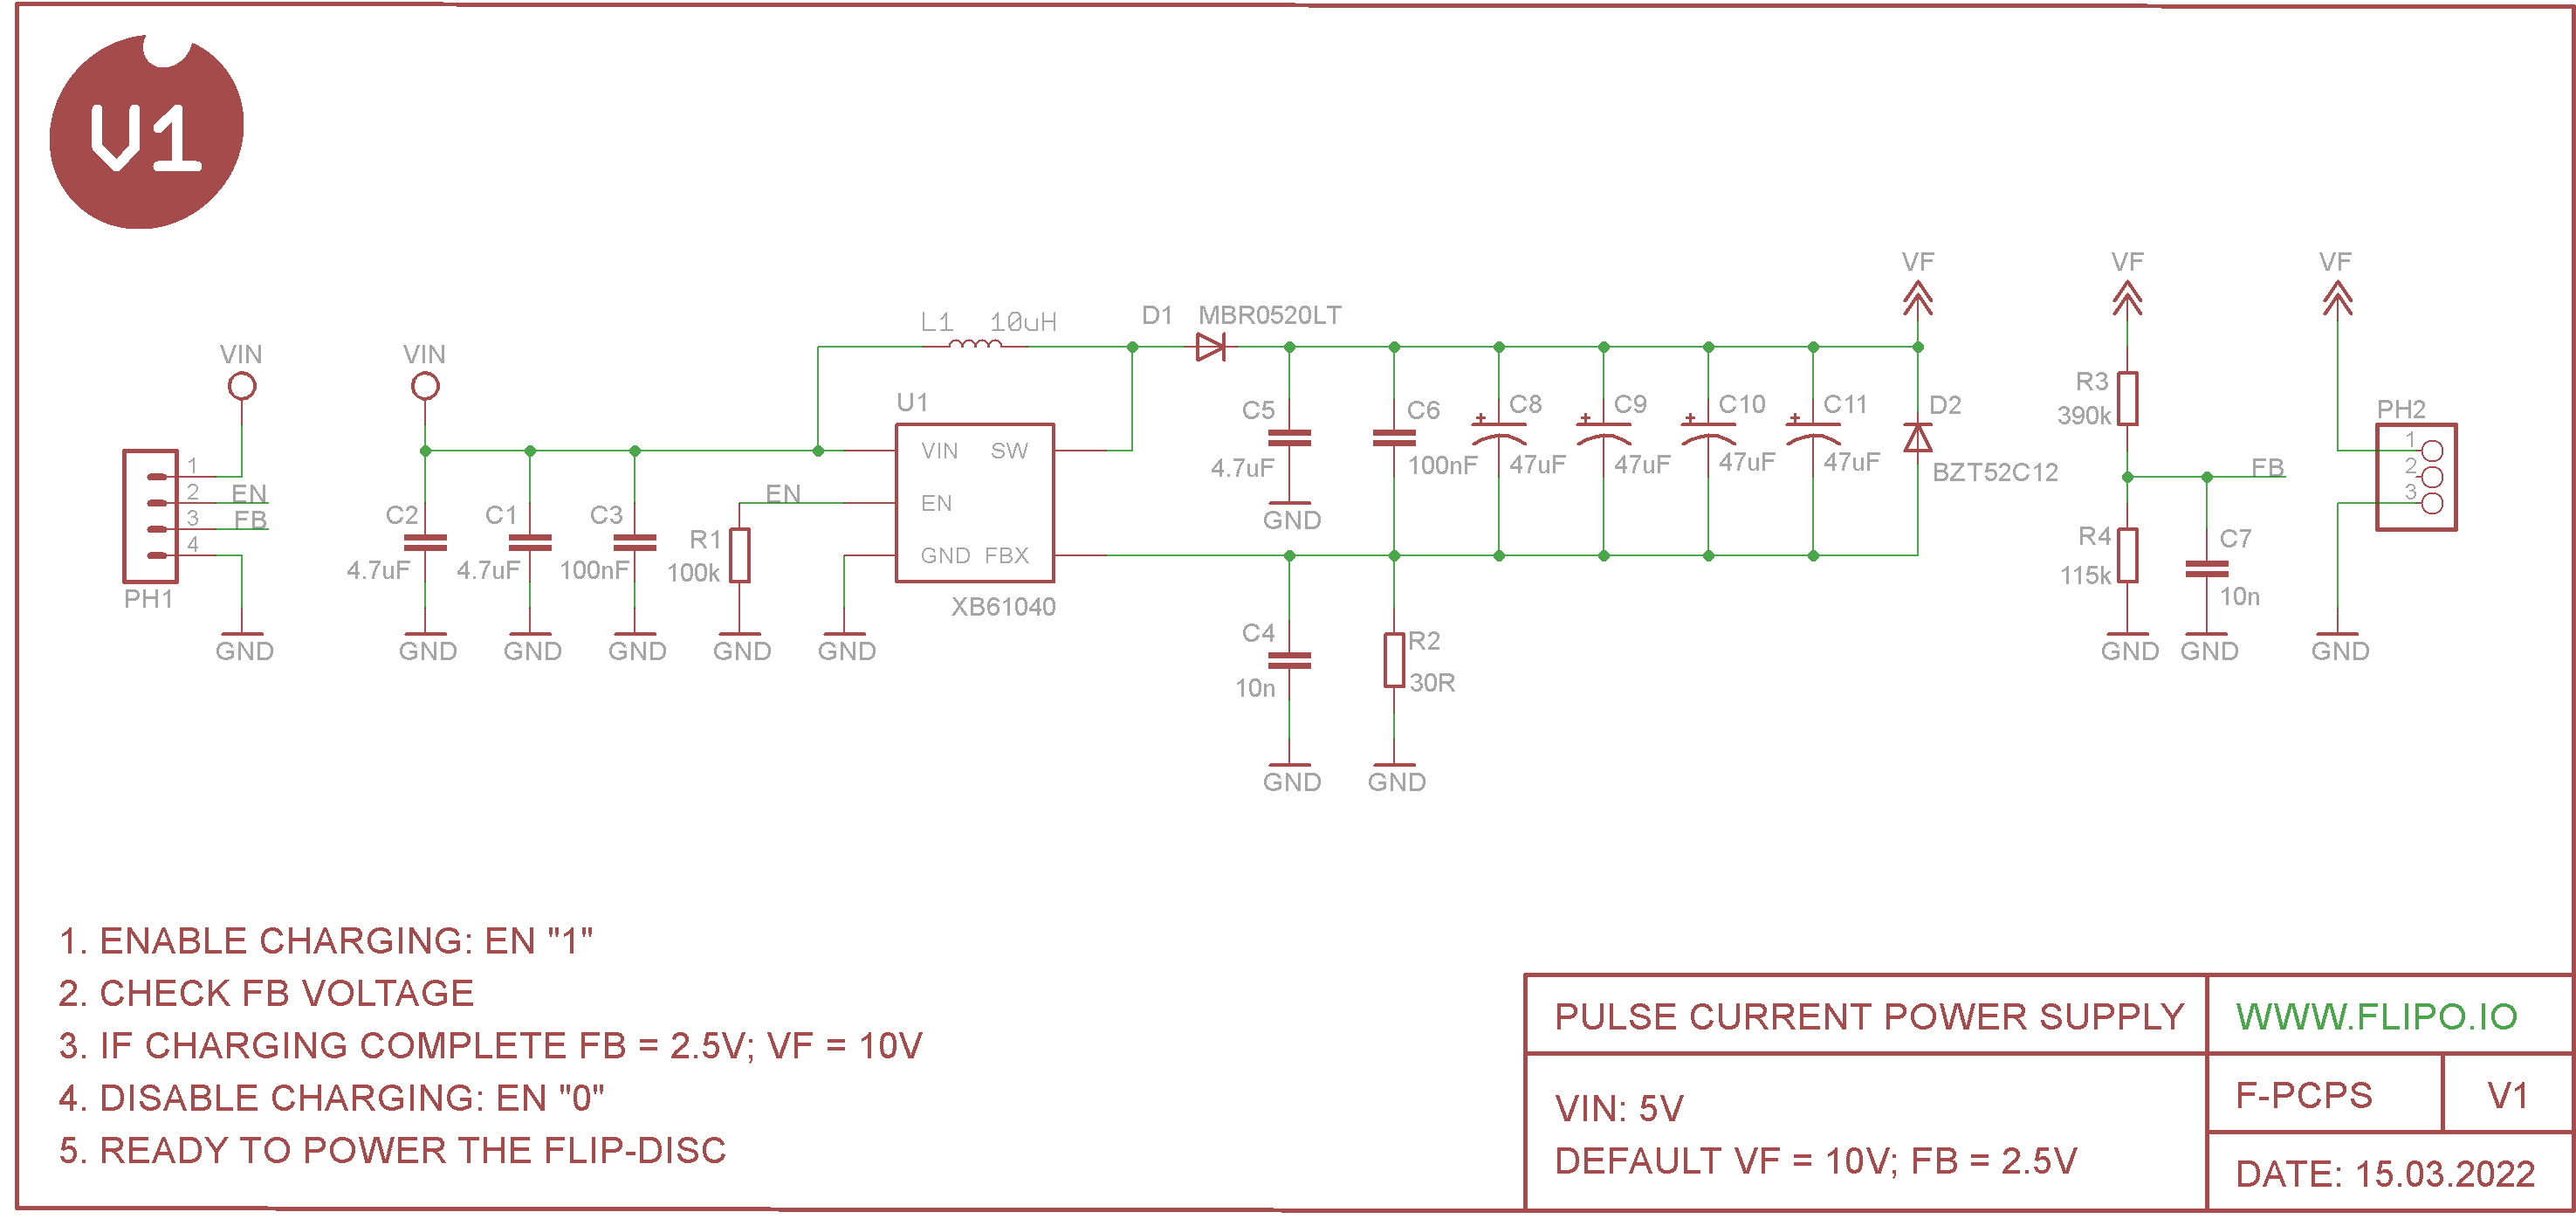 V1
VIN
1
2
EN
3
FB
4
PH1
GND
VIN
C2
4.7uF
GND
C1
4.7uF
GND
C3
100nF
GND
EN
R1
100k
GND
GND
L1 10uH
U1
VIN SW
EN
GND FBX
XB61040
D1 MBR0520LT
C5
4.7uF
GND
C6
100nF
C8
47uF
C9
47uF
C10
47uF
C11
47uF
VF
D2
BZT52C12
C4
10n
GND
R2
30R
GND
VF
R3
390k
FB
R4
115k
GND
C7
10n
GND
VF
PH2
1
2
3
GND
1. ENABLE CHARGING: EN "1"
2. CHECK FB VOLTAGE
3. IF CHARGING COMPLETE FB = 2.5V; VF = 10V
4. DISABLE CHARGING: EN "0"
5. READY TO POWER THE FLIP-DISC
PULSE CURRENT POWER SUPPLY
WWW.FLIPO.IO
VIN: 5V
DEFAULT VF = 10V; FB = 2.5V
F-PCPS
V1
DATE: 15.03.2022